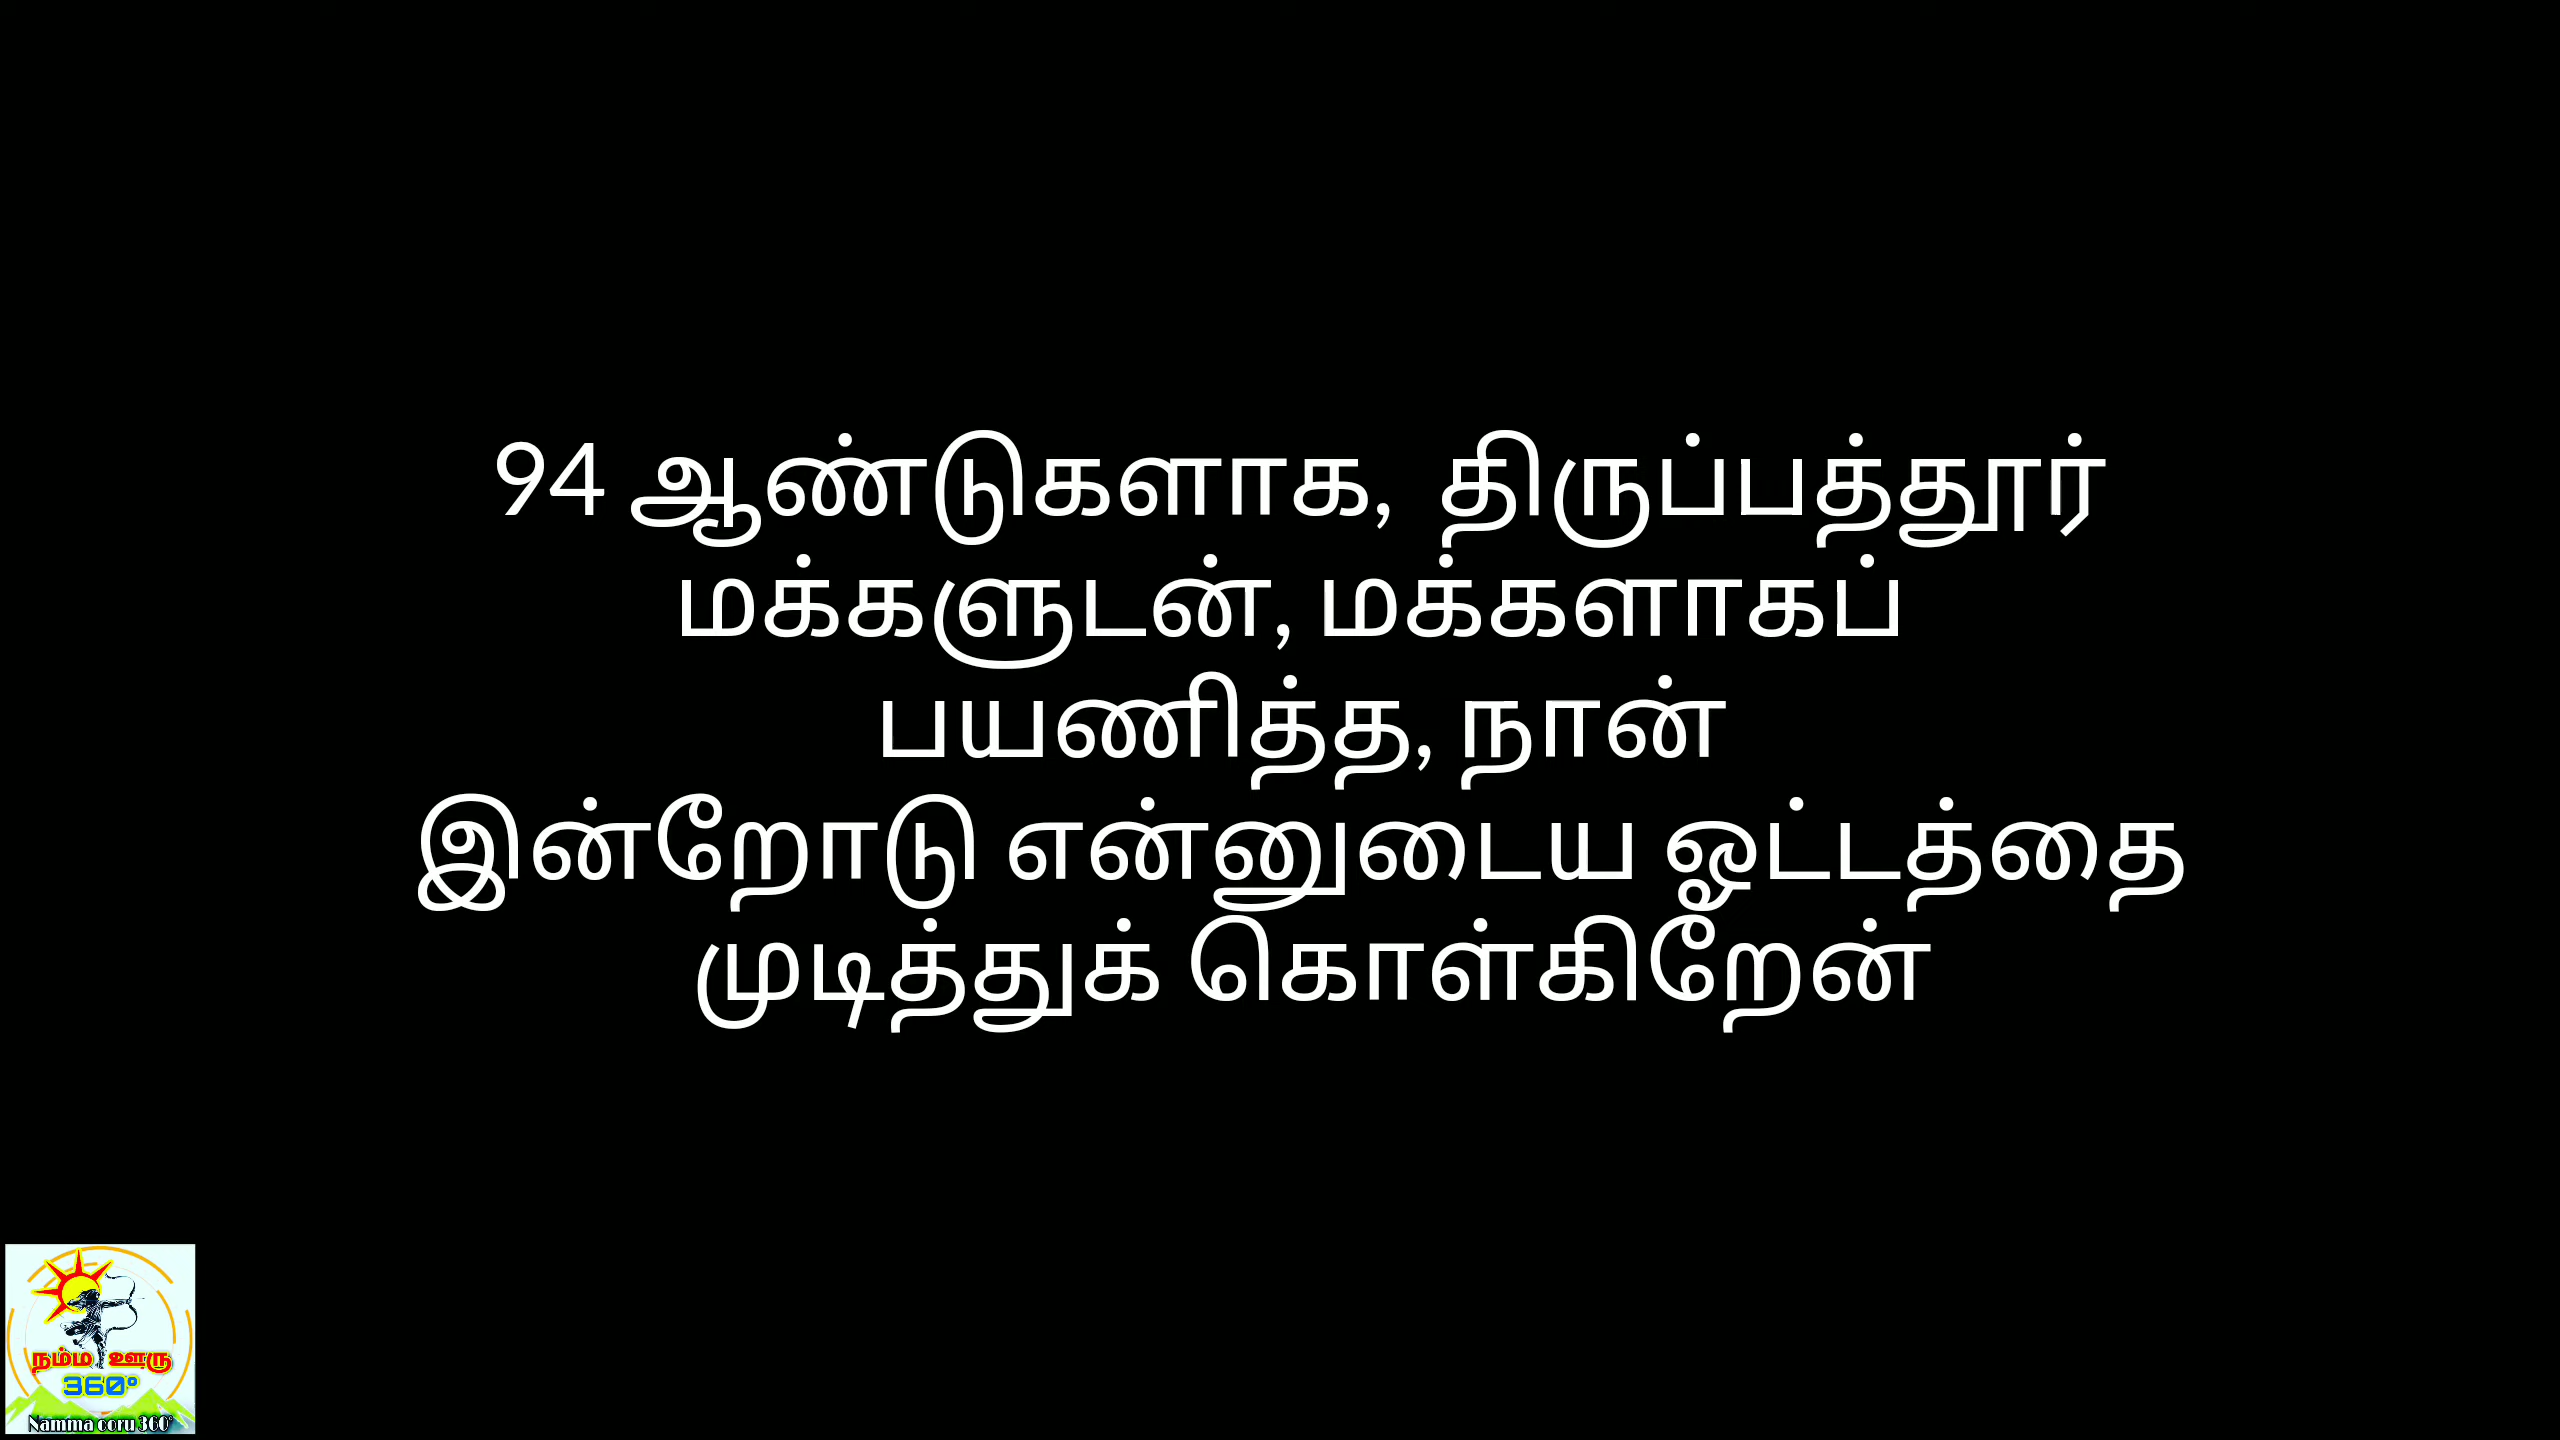 94 ஆண்டுகளாக,  திருப்பத்தூர்
மக்களுடன், மக்களாகப்
பயணித்த, நான்
இன்றோடு என்னுடைய ஓட்டத்தை
முடித்துக் கொள்கிறேன்
நம்ம ஊரு
360°
Namma ooru 360°